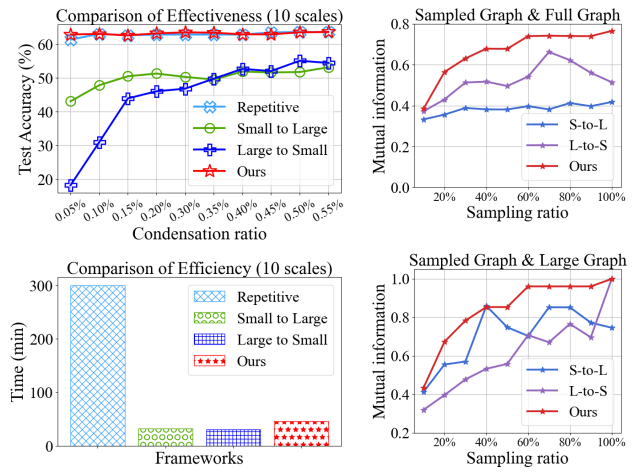 Comparison of Effectiveness (10 scales)
Test Accuracy (%)
60
50
40
30
20
Repetitive
Small to Large
Large to Small
Ours
0.05% 0.10% 0.15% 0.20% 0.30% 0.35% 0.40% 0.45% 0.50% 0.55%
Condensation ratio
Sampled Graph & Full Graph
Mutual information
0.8
0.6
0.4
0.2
0.0
S-to-L
L-to-S
Ours
20% 40% 60% 80% 100%
Sampling ratio
Comparison of Efficiency (10 scales)
Time (min)
300
200
100
0
Repetitive
Small to Large
Large to Small
Ours
Frameworks
Sampled Graph & Large Graph
Mutual information
1.0
0.8
0.6
0.4
0.2
S-to-L
L-to-S
Ours
20% 40% 60% 80% 100%
Sampling ratio